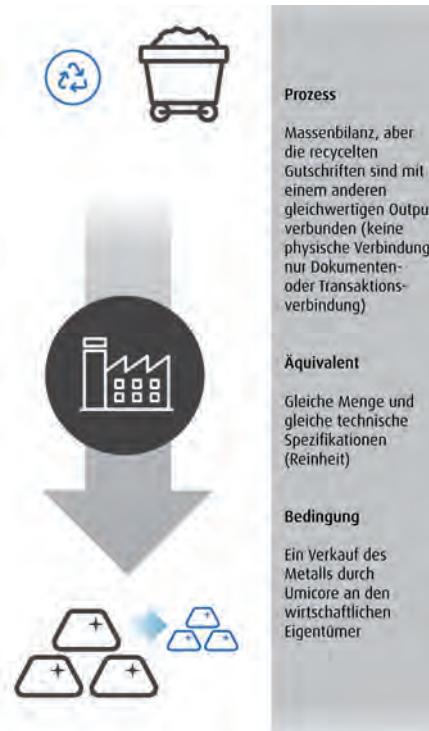 Prozess
Massenbilanz, aber
die recycelten
Gutschriften sind mit
einem anderen
gleichwertigen Outpu
verbunden (keine
physische Verbindung
nur Dokumenten-
oder Transaktions-
verbindung)
Äquivalent
Gleiche Menge und
gleiche technische
Spezifikationen
(Reinheit)
Bedingung
Ein Verkauf des
Metalls durch
Umicore an den
wirtschaftlichen
Eigentümer